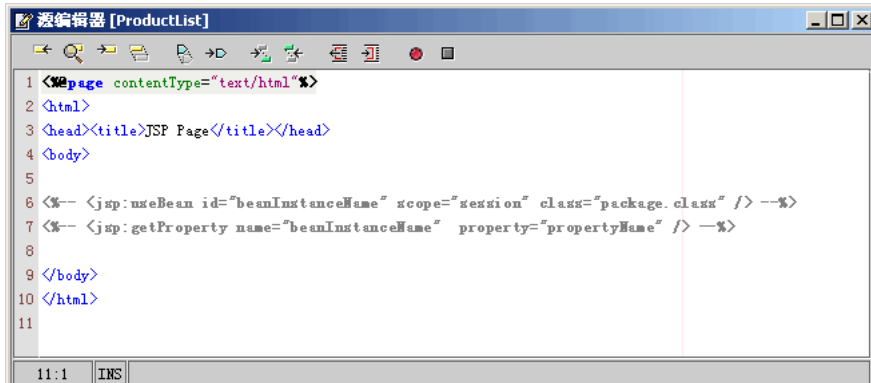 源编辑器 [ProductList]
1 <%@page contentType="text/html"%>
2 <html>
3 <head><title>JSP Page</title></head>
4 <body>
5
6 <%-- <jsp:useBean id="beanInstanceName" scope="session" class="package.class" /> --%>
7 <%-- <jsp:getProperty name="beanInstanceName"  property="propertyName" /> —%>
8
9 </body>
10 </html>
11
11:1 INS